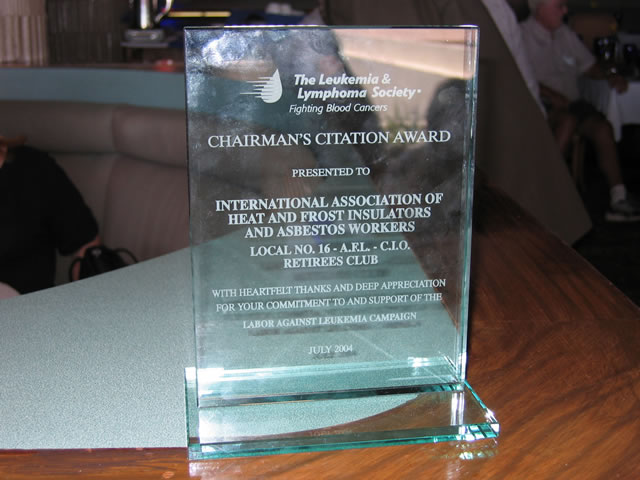 The Leukemia &
Lymphoma Society
Fighting Blood Cancers
CHAIRMAN'S CITATION AWARD
PRESENTED TO
INTERNATIONAL ASSOCIATION OF
HEAT AND FROST INSULATORS
AND ASBESTOS WORKERS
LOCAL NO. 16 - A.F.L. - C.I.O.
RETIREES CLUB
WITH HEARTFELT THANKS AND DEEP APPRECIATION
FOR YOUR COMMITMENT TO AND SUPPORT OF THE
LABOR AGAINST LEUKEMIA CAMPAIGN
JULY 2004